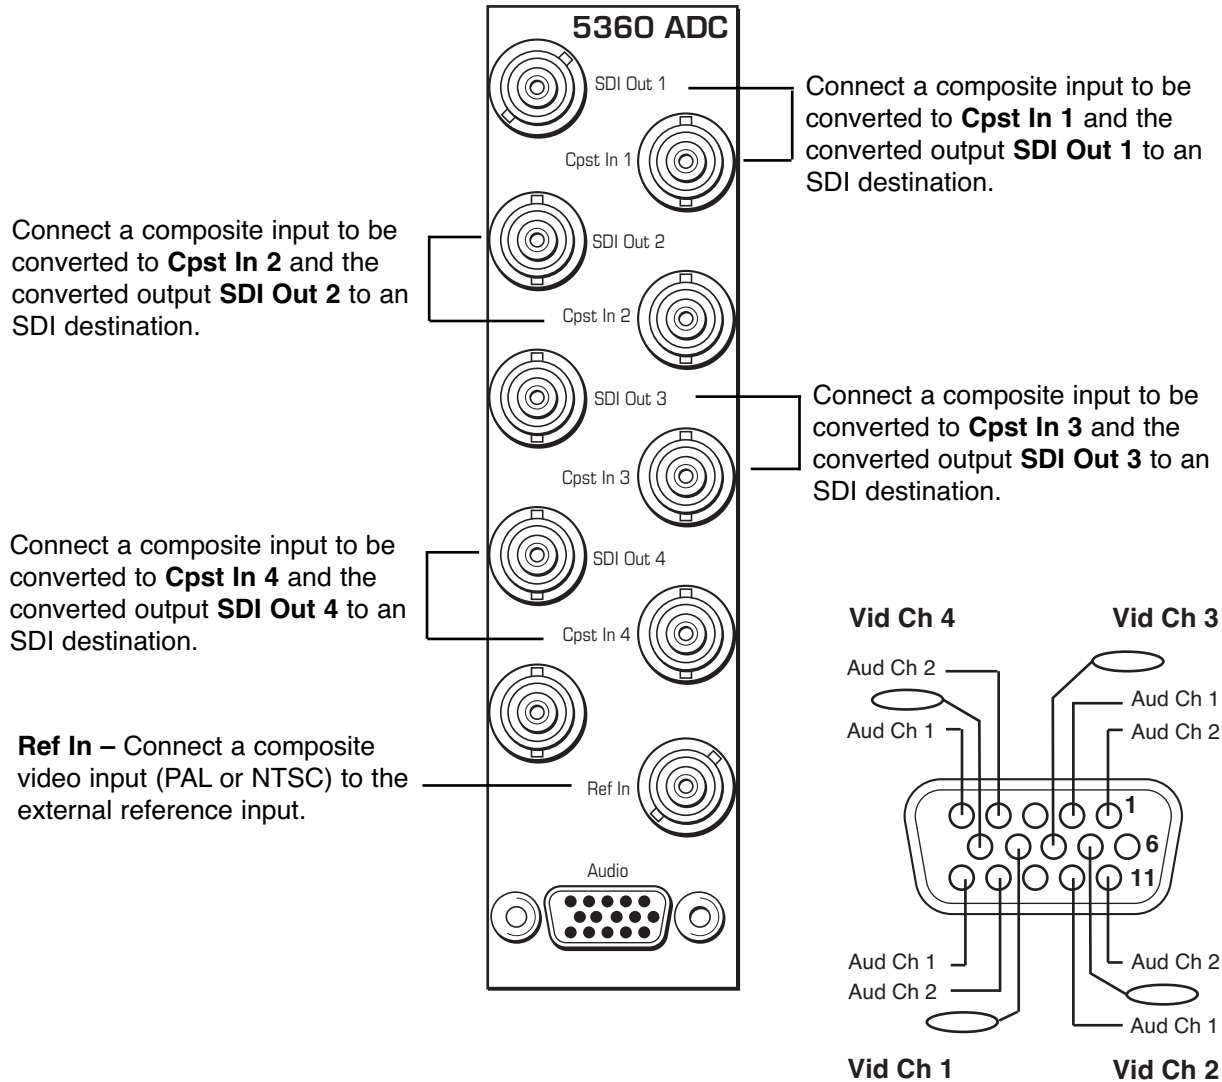 5360 ADC
SDI Out 1
Cpst In 1
SDI Out 2
Cpst In 2
SDI Out 3
Cpst In 3
SDI Out 4
Cpst In 4
Ref In
Audio
Connect a composite input to be
converted to Cpst In 1 and the
converted output SDI Out 1 to an
SDI destination.
Connect a composite input to be
converted to Cpst In 2 and the
converted output SDI Out 2 to an
SDI destination.
Connect a composite input to be
converted to Cpst In 3 and the
converted output SDI Out 3 to an
SDI destination.
Connect a composite input to be
converted to Cpst In 4 and the
converted output SDI Out 4 to an
SDI destination.
Ref In – Connect a composite
video input (PAL or NTSC) to the
external reference input.
Vid Ch 4
Vid Ch 3
Aud Ch 2
Aud Ch 1
Aud Ch 1
Aud Ch 2
1
6
11
Aud Ch 1
Aud Ch 2
Aud Ch 2
Aud Ch 1
Vid Ch 1
Vid Ch 2